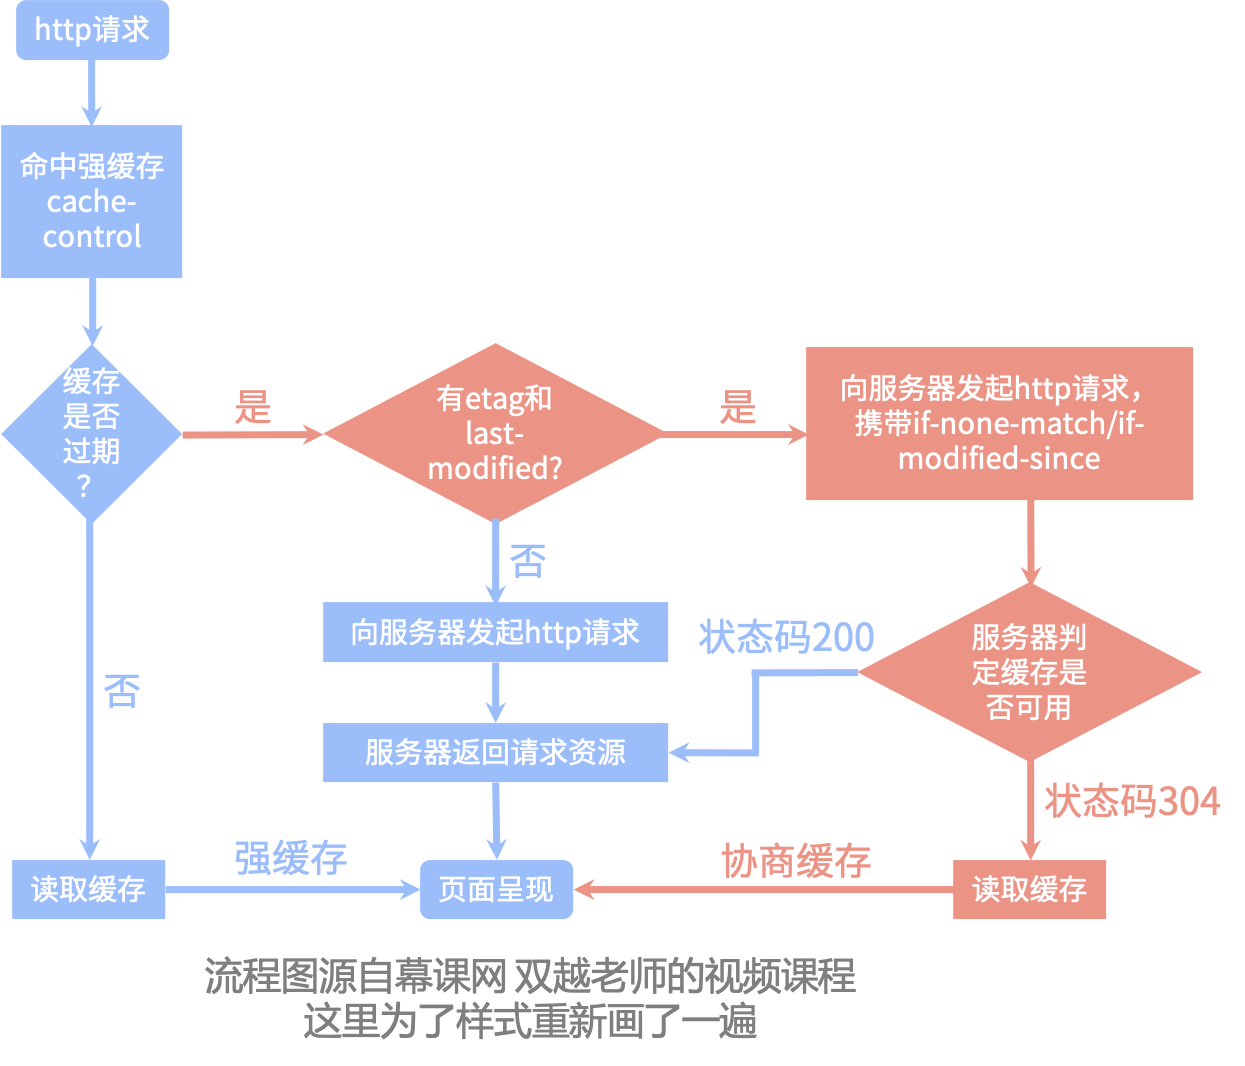 http请求
命中强缓存
cache-
control
缓存
是否
过期
？
是
有etag和
last-
modified?
是
向服务器发起http请求，
携带if-none-match/if-
modified-since
否
向服务器发起http请求
状态码200
服务器判
定缓存是
否可用
否
服务器返回请求资源
状态码304
强缓存
协商缓存
读取缓存
页面呈现
读取缓存
流程图源自幕课网 双越老师的视频课程
这里为了样式重新画了一遍